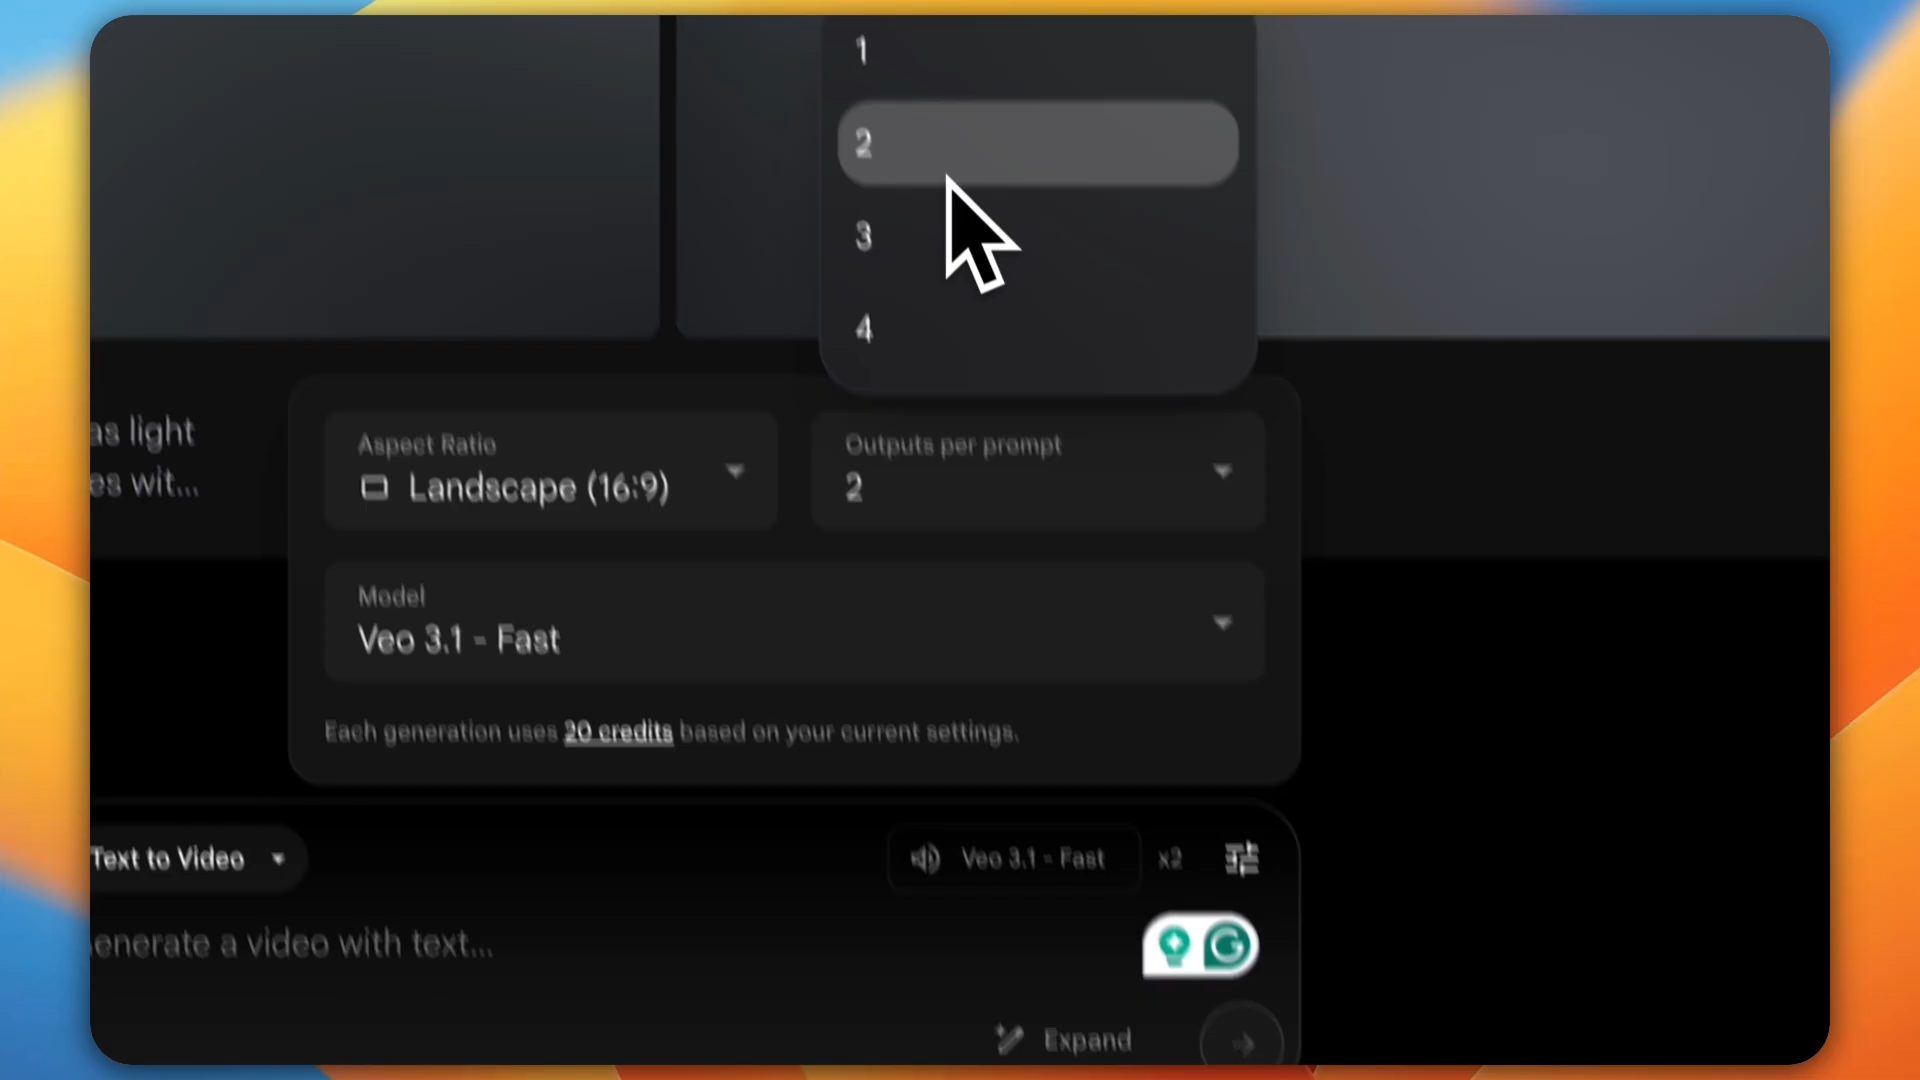 1
2
3
4
as light
es wit...
Aspect Ratio
Landscape (16:9)
Outputs per prompt
2
Model
Veo 3.1 - Fast
Each generation uses 20 credits based on your current settings.
Text to Video
Veo 3.1 - Fast
x2
enerate a video with text...
Expand